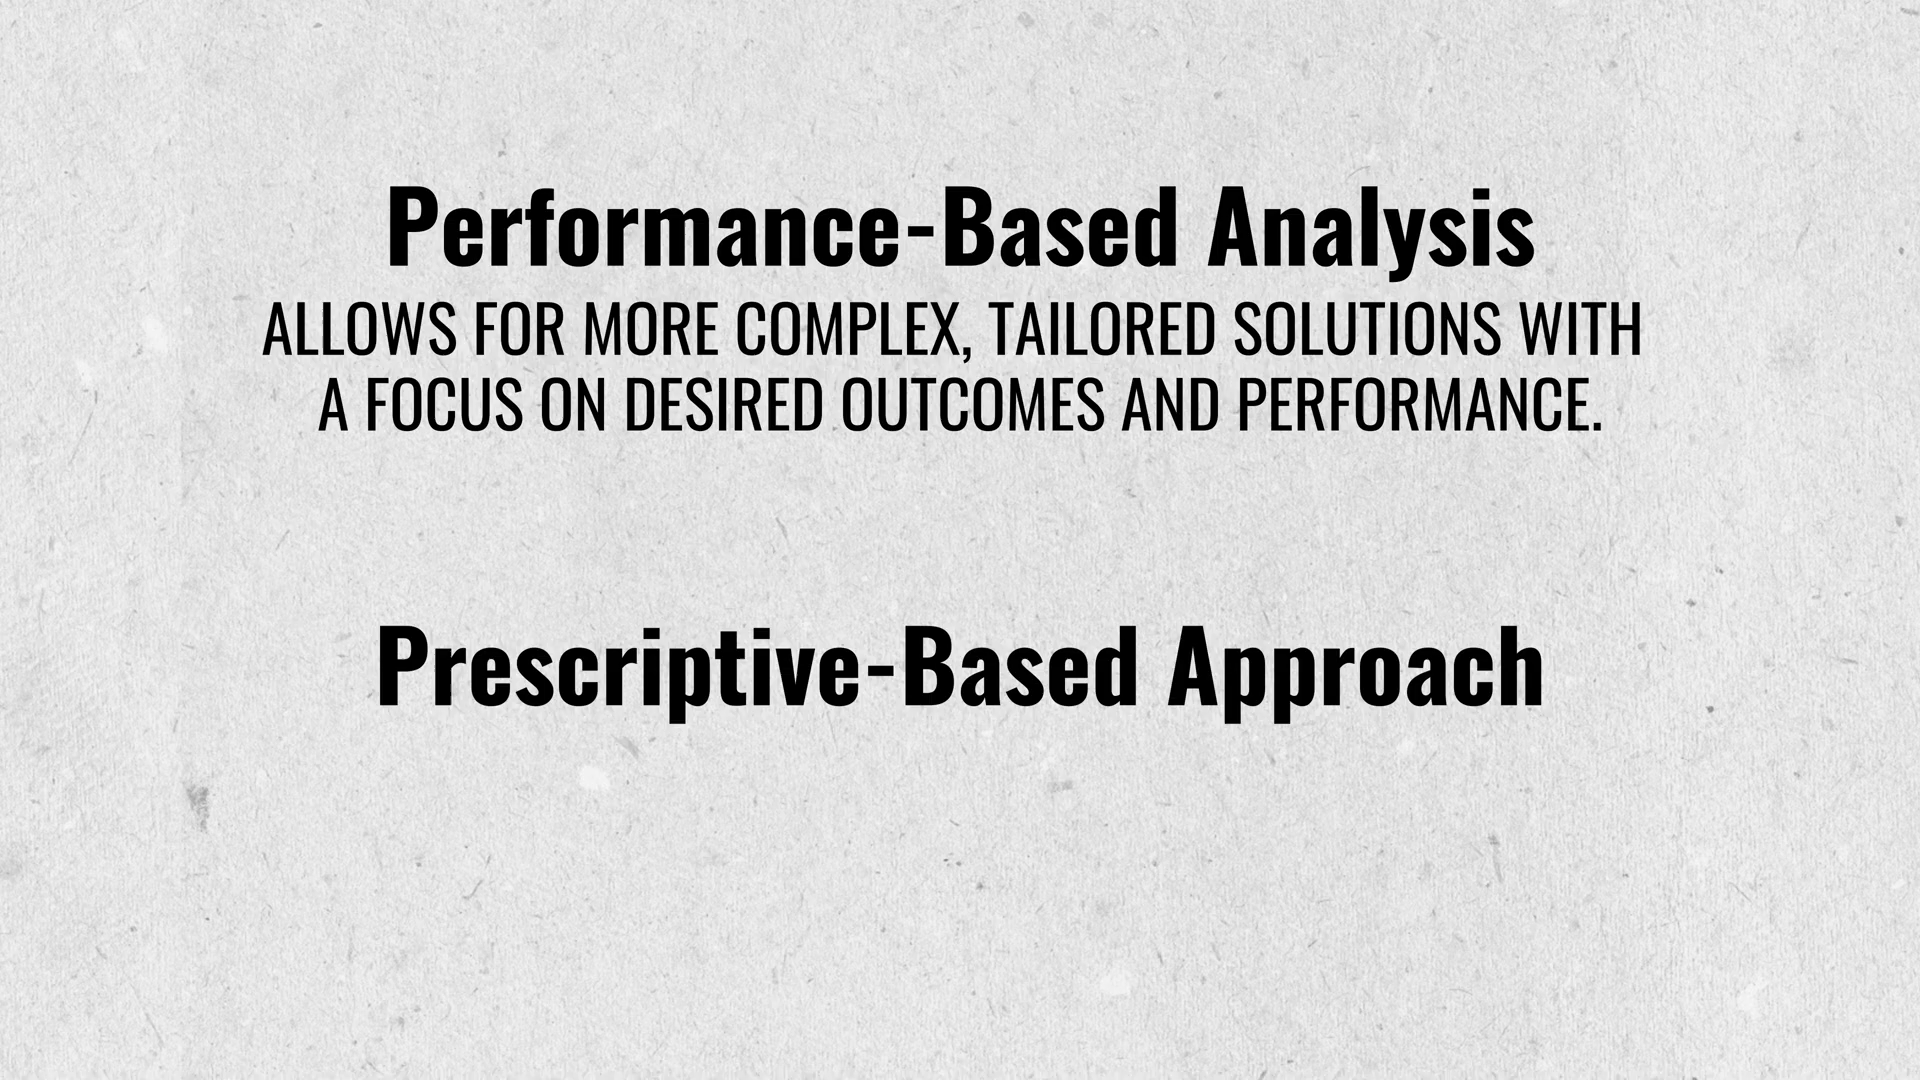 Performance-Based Analysis
ALLOWS FOR MORE COMPLEX, TAILORED SOLUTIONS WITH
A FOCUS ON DESIRED OUTCOMES AND PERFORMANCE.
Prescriptive-Based Approach